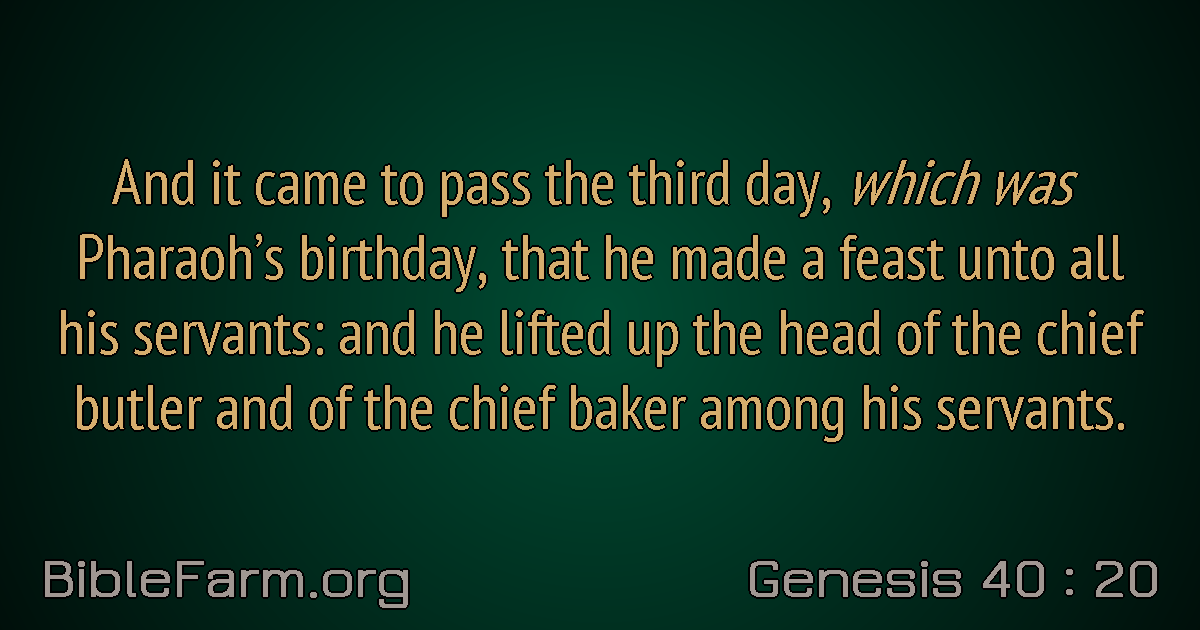 And it came to pass the third day, which was
Pharaoh’s birthday, that he made a feast unto all
his servants: and he lifted up the head of the chief
butler and of the chief baker among his servants.
BibleFarm.org
Genesis 40 : 20